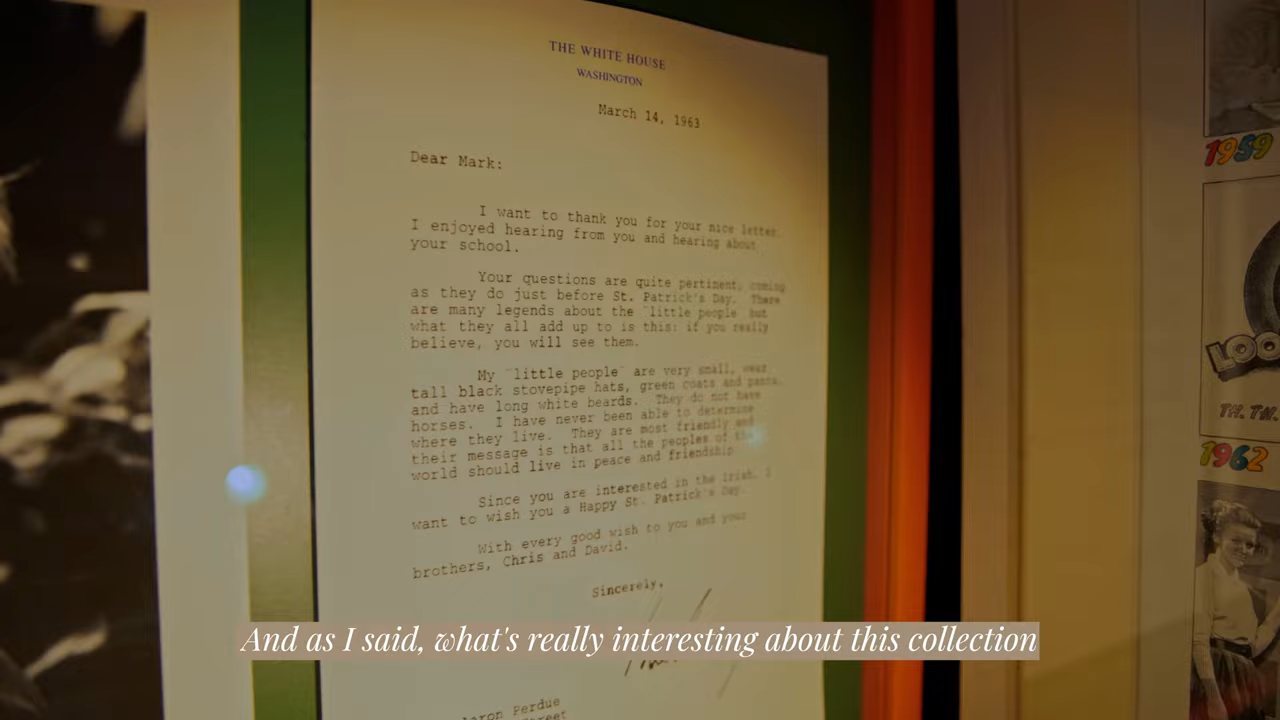 THE WHITE HOUSE
WASHINGTON
March 14, 1963
Dear Mark:
I want to thank you for your nice letter.
I enjoyed hearing from you and hearing about
your school.
Your questions are quite pertinent, coming
as they do just before St. Patrick's Day. There
are many legends about the "little people" but
what they all add up to is this: if you really
believe, you will see them.
My "little people" are very small, wear
tall black stovepipe hats, green coats and pants,
and have long white beards. They do not have
horses. I have never been able to determine
where they live. They are most friendly and
their message is that all the peoples of the
world should live in peace and friendship.
Since you are interested in the Irish, I
want to wish you a Happy St. Patrick's Day.
With every good wish to you and your
brothers, Chris and David.
Sincerely,
And as I said, what's really interesting about this collection
Perdue
1959
1962